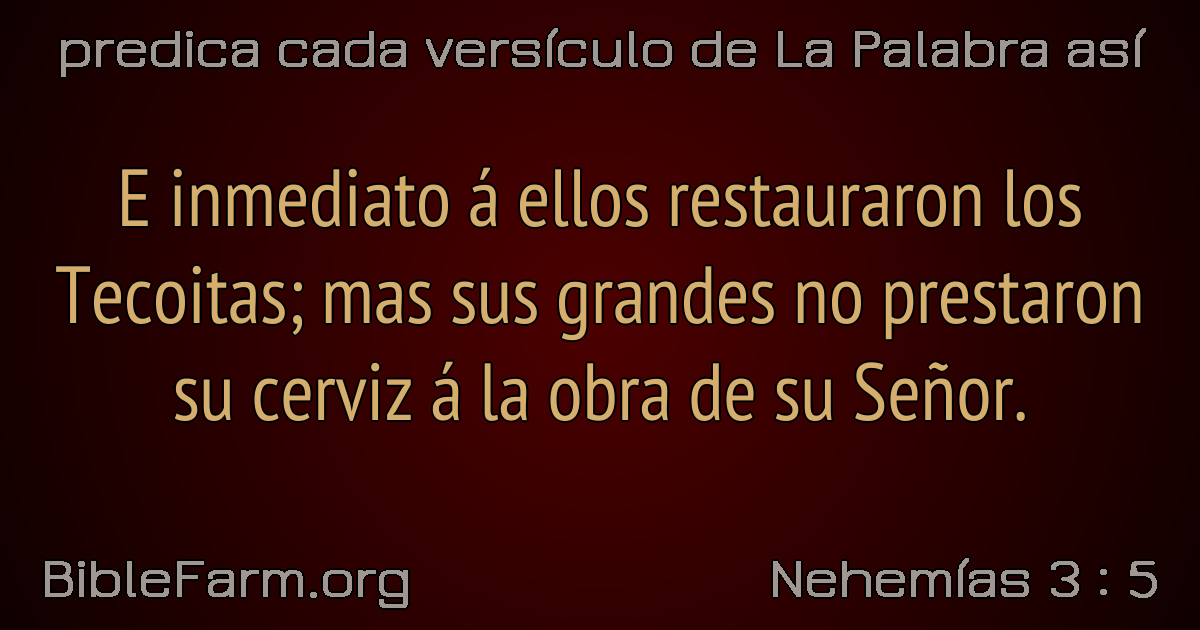 predica cada versículo de La Palabra así
E inmediato á ellos restauraron los
Tecoitas; mas sus grandes no prestaron
su cerviz á la obra de su Señor.
BibleFarm.org
Nehemías 3 : 5